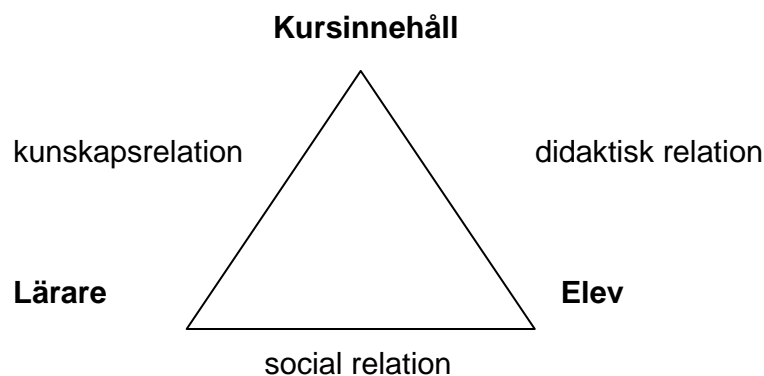 Kursinnehåll
kunskapsrelation
didaktisk relation
Lärare
Elev
social relation